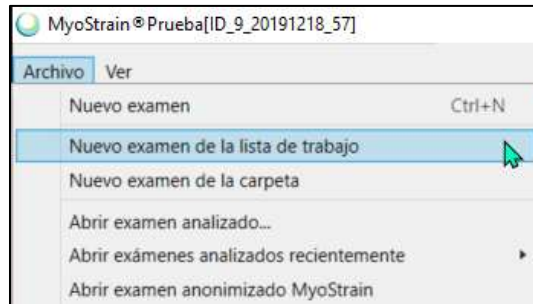 MyoStrain® Prueba[ID_9_20191218_57]
Archivo Ver
Nuevo examen Ctrl+N
Nuevo examen de la lista de trabajo
Nuevo examen de la carpeta
Abrir examen analizado...
Abrir exámenes analizados recientemente
Abrir examen anonimizado MyoStrain